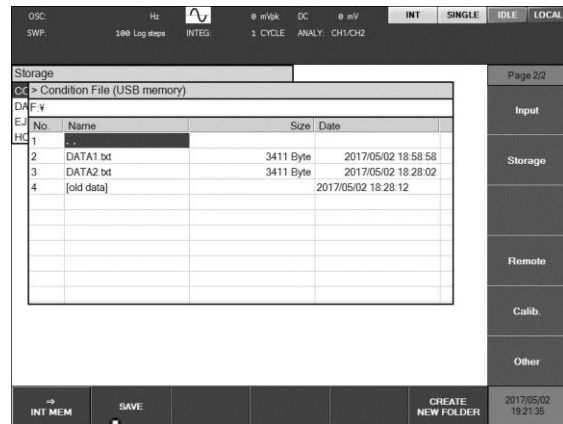 OSC: Hz 0 mVpk DC 0 mV INT SINGLE IDLE LOCAL
SWP: 100 Log steps INTEG: 1 CYCLE ANALY: CH1/CH2
Storage
Page 2/2
> Condition File (USB memory)
F:¥
No. Name Size Date
1 ..
2 DATA1.txt 3411 Byte 2017/05/02 18:58:58
3 DATA2.txt 3411 Byte 2017/05/02 18:28:02
4 [old data] 2017/05/02 18:28:12
CO
DA
EJ
HC
Input
Storage
Remote
Calib.
Other
⇒
INT MEM
SAVE
CREATE
NEW FOLDER
2017/05/02
19:21:35